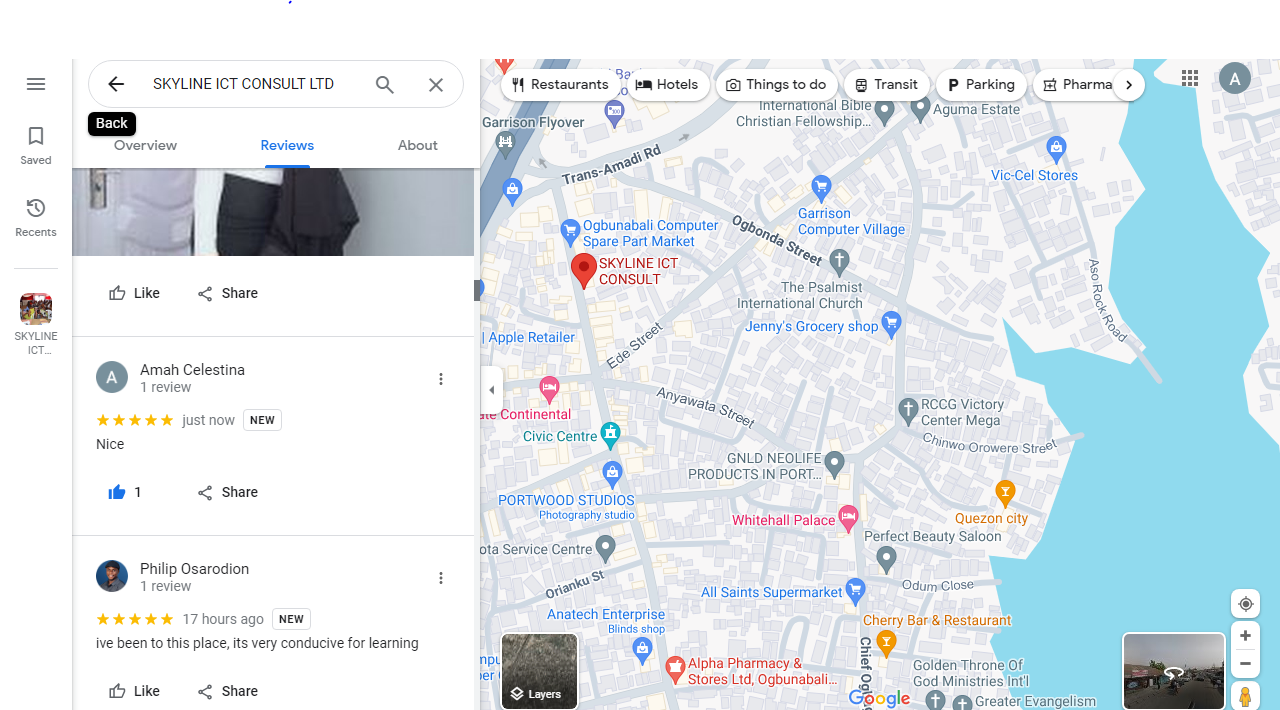 SKYLINE ICT CONSULT LTD
Back
Saved
Recents
SKYLINE
ICT...
Overview
Reviews
About
Like
Share
A
Amah Celestina
1 review
just now
NEW
Nice
1
Share
Philip Osarodion
1 review
17 hours ago
NEW
ive been to this place, its very conducive for learning
Like
Share
Restaurants
Hotels
Things to do
Transit
P
Parking
Pharma
A
Garrison Flyover
International Bible
Christian Fellowship...
Aguma Estate
Trans-Amadi Rd
Vic-Cel Stores
Ogbunabali Computer
Spare Part Market
Garrison
Computer Village
Ogbonda Street
SKYLINE ICT
CONSULT
The Psalmist
International Church
Aso Rock Road
Jenny's Grocery shop
| Apple Retailer
Ede Street
Anyawata Street
Continental
Civic Centre
RCCG Victory
Center Mega
Chinwo Orowere Street
GNLD NEOLIFE
PRODUCTS IN PORT...
PORTWOOD STUDIOS
Photography studio
Whitehall Palace
Quezon city
Perfect Beauty Saloon
ota Service Centre
Orianku St
Odum Close
All Saints Supermarket
Anatech Enterprise
Blinds shop
Cherry Bar & Restaurant
Alpha Pharmacy &
Stores Ltd, Ogbunabali...
Chief
Golden Throne Of
God Ministries Int'l
Greater Evangelism
Layers
Google